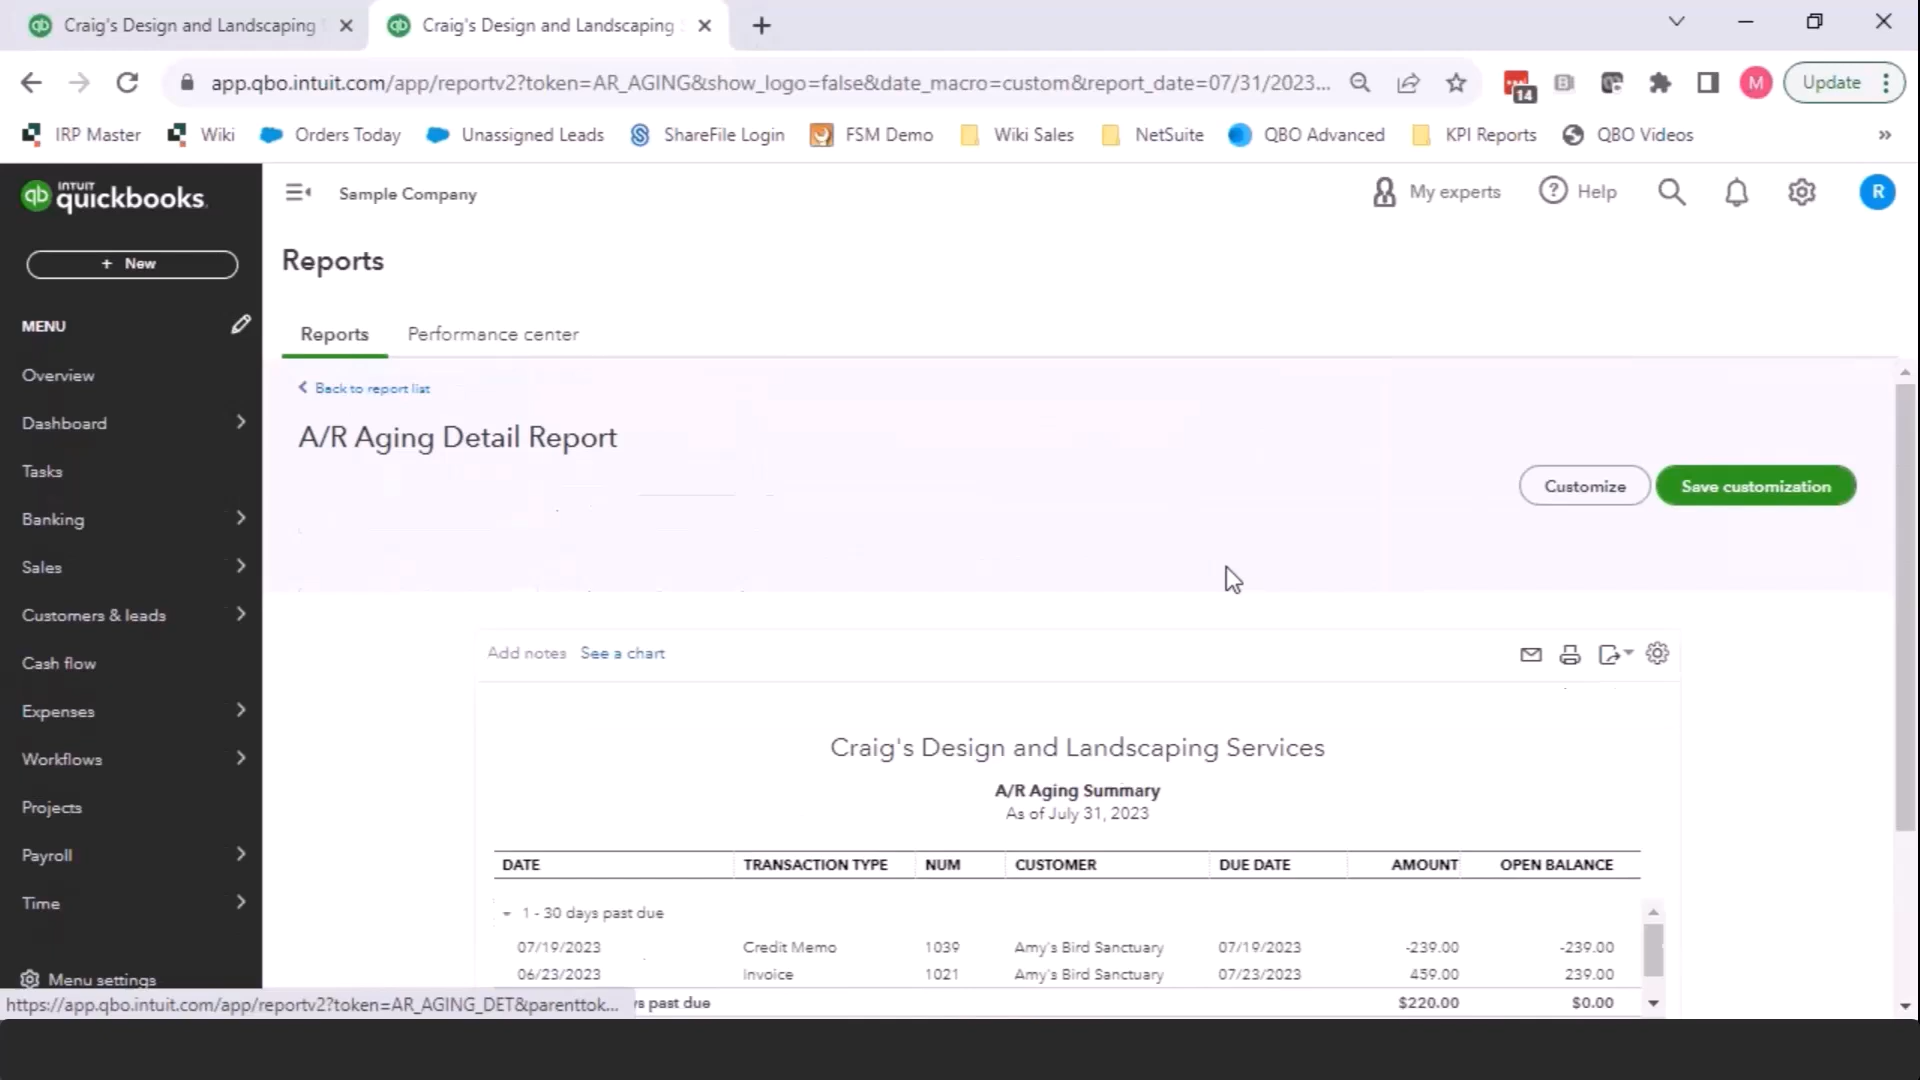 Craig's Design and Landscaping
Craig's Design and Landscaping
app.qbo.intuit.com/app/reportv2?token=AR_AGING&show_logo=false&date_macro=custom&report_date=07/31/2023...
14
M
Update
IRP Master
Wiki
Orders Today
Unassigned Leads
ShareFile Login
FSM Demo
Wiki Sales
NetSuite
QBO Advanced
KPI Reports
QBO Videos
»
qb INTUIT quickbooks.
Sample Company
My experts
Help
R
+ New
Reports
MENU
Reports
Performance center
Overview
Back to report list
Dashboard
A/R Aging Detail Report
Tasks
Customize
Save customization
Banking
Sales
Customers & leads
Cash flow
Add notes
See a chart
Expenses
Workflows
Craig's Design and Landscaping Services
A/R Aging Summary
As of July 31, 2023
Projects
Payroll
DATE TRANSACTION TYPE NUM CUSTOMER DUE DATE AMOUNT OPEN BALANCE
Time
1 - 30 days past due
07/19/2023 Credit Memo 1039 Amy's Bird Sanctuary 07/19/2023 -239.00 -239.00
06/23/2023 Invoice 1021 Amy's Bird Sanctuary 07/23/2023 459.00 239.00
Menu settings
https://app.qbo.intuit.com/app/reportv2?token=AR_AGING_DET&parenttok...
past due $220.00 $0.00